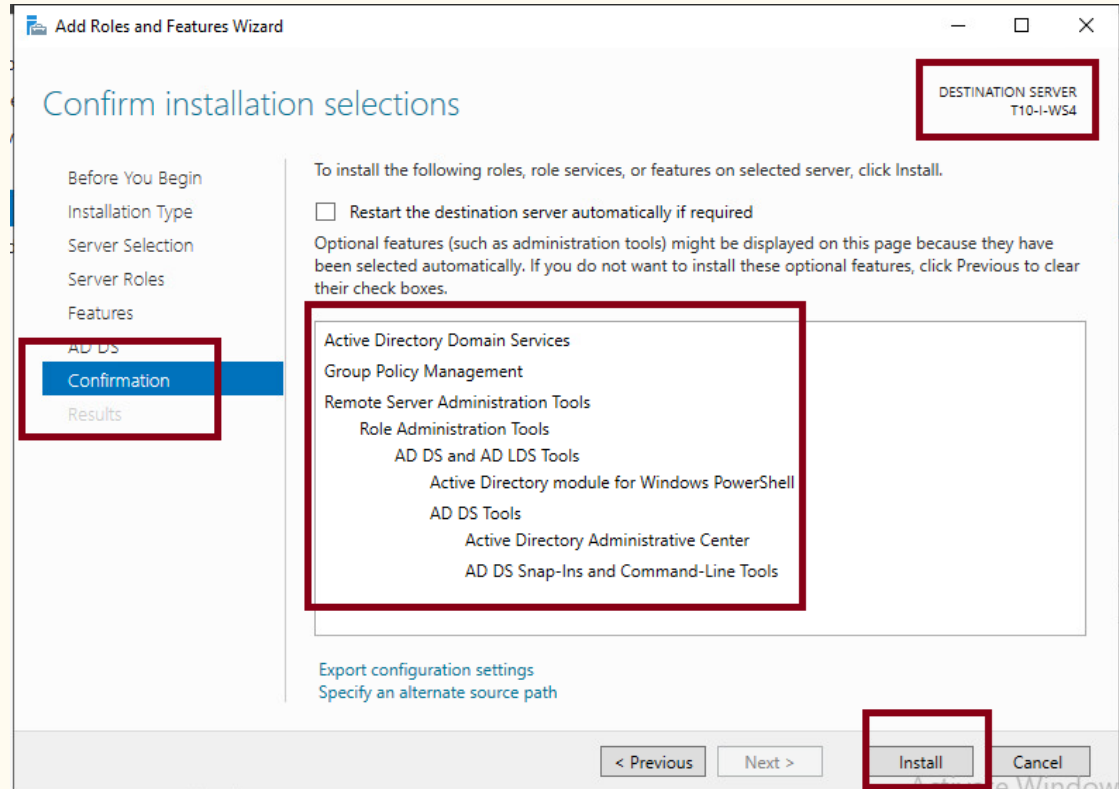 Add Roles and Features Wizard
Confirm installation selections
DESTINATION SERVER
T10-I-WS4
Before You Begin
Installation Type
Server Selection
Server Roles
Features
AD DS
Confirmation
Results
To install the following roles, role services, or features on selected server, click Install.
Restart the destination server automatically if required
Optional features (such as administration tools) might be displayed on this page because they have
been selected automatically. If you do not want to install these optional features, click Previous to clear
their check boxes.
Active Directory Domain Services
Group Policy Management
Remote Server Administration Tools
Role Administration Tools
AD DS and AD LDS Tools
Active Directory module for Windows PowerShell
AD DS Tools
Active Directory Administrative Center
AD DS Snap-Ins and Command-Line Tools
Export configuration settings
Specify an alternate source path
< Previous
Next >
Install
Cancel
Activate Window